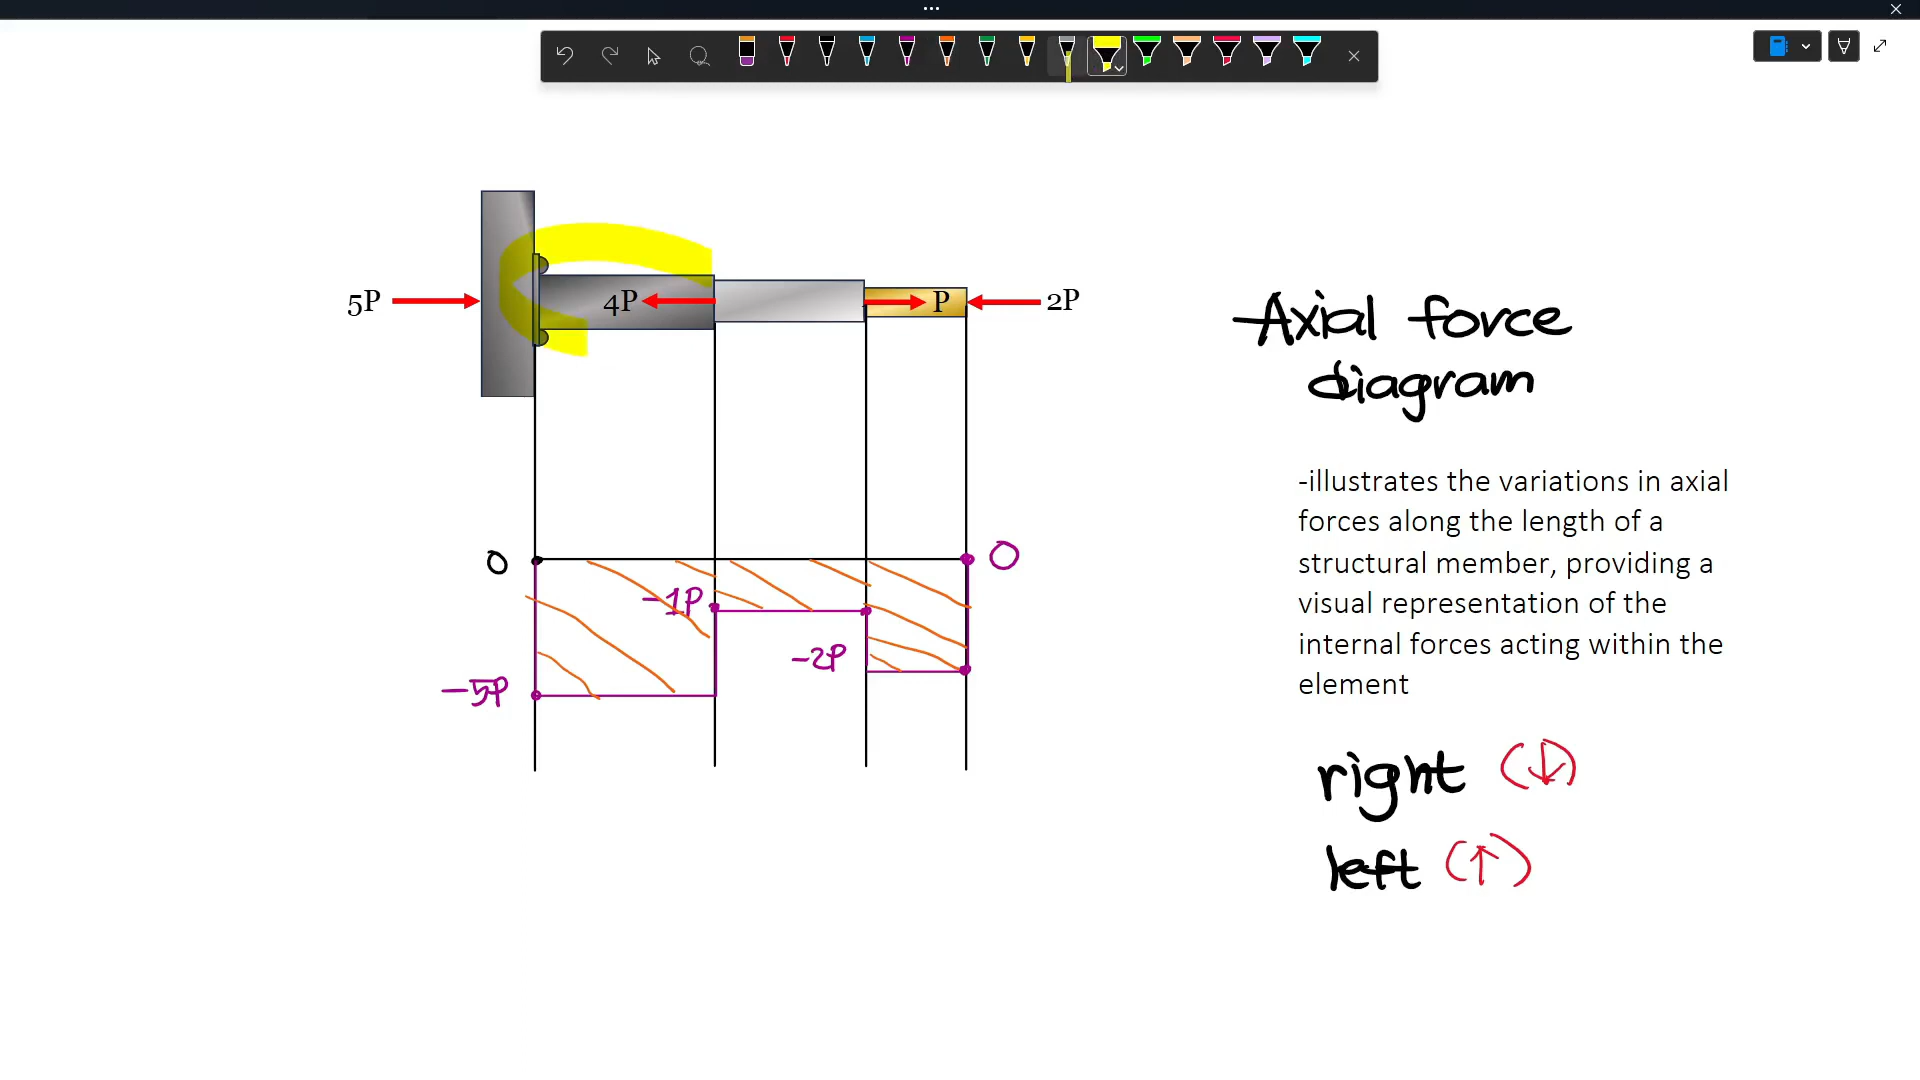 5P
4P
P
2P
Axial force
diagram
-illustrates the variations in axial
forces along the length of a
structural member, providing a
visual representation of the
internal forces acting within the
element
0
0
-1P
-2P
-5P
right (↓)
left (↑)